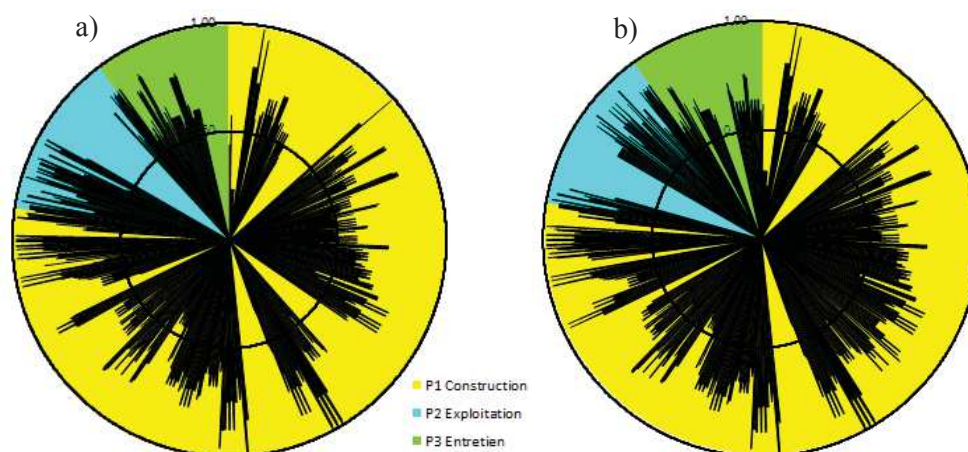 a)
1.00
b)
1.00
P1 Construction
P2 Exploitation
P3 Entretien